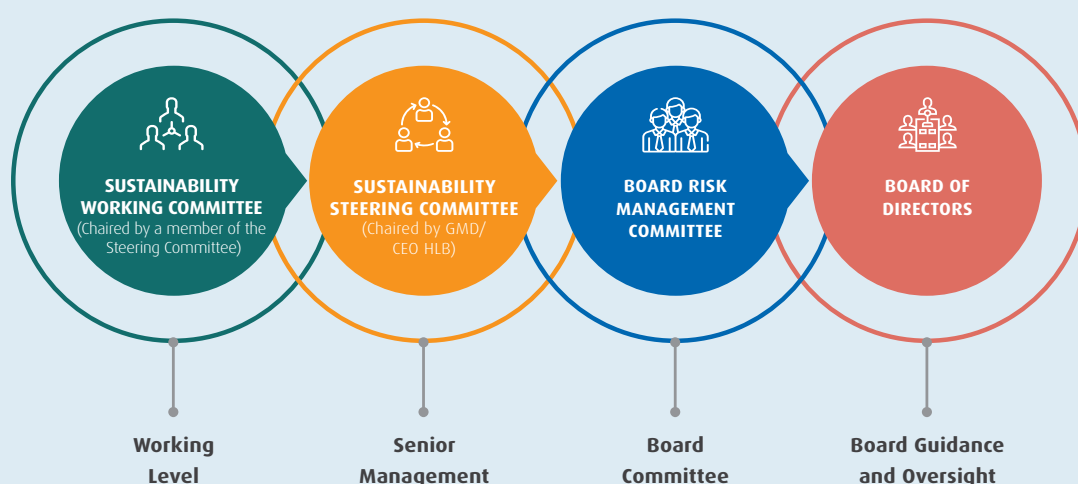 SUSTAINABILITY
WORKING COMMITTEE
(Chaired by a member of the
Steering Committee)
SUSTAINABILITY
STEERING COMMITTEE
(Chaired by GMD/
CEO HLB)
BOARD RISK
MANAGEMENT
COMMITTEE
BOARD OF
DIRECTORS
Working
Level
Senior
Management
Board
Committee
Board Guidance
and Oversight